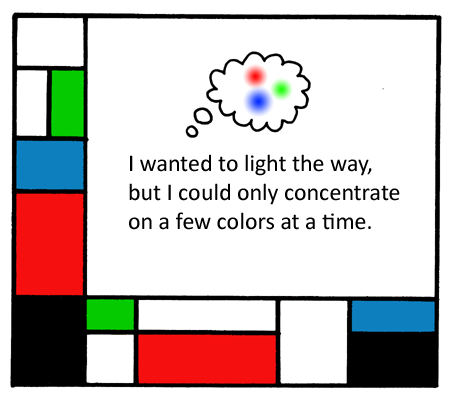 I wanted to light the way,
but I could only concentrate
on a few colors at a time.